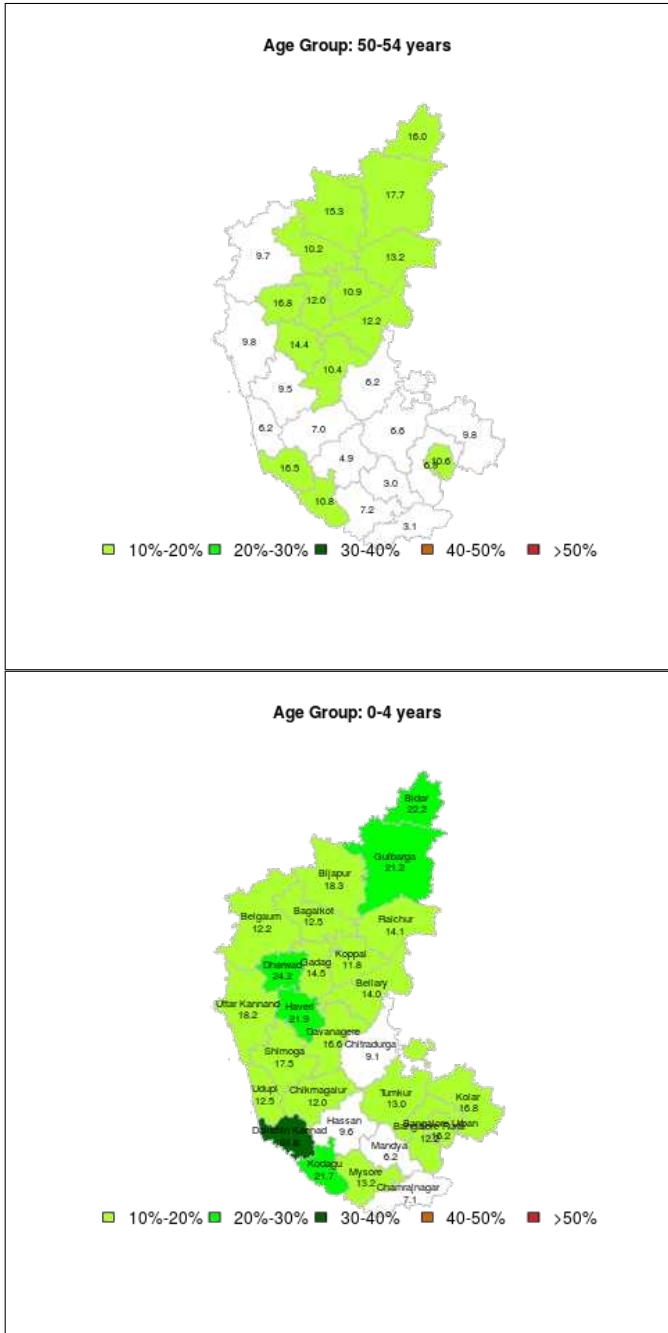 Age Group: 50-54 years
16.0
17.7
15.3
10.2
13.2
9.7
10.9
16.8
12.0
12.2
9.8
14.4
10.4
6.2
9.5
6.2
7.0
6.6
9.8
4.9
10.6
16.5
3.0
10.8
7.2
3.1
10%-20% 20%-30% 30-40% 40-50% >50%
Age Group: 0-4 years
Bidar
22.2
Gulbarga
21.2
Bijapur
18.3
Bagalkot
12.5
Belgaum
12.2
Raichur
14.1
Koppal
11.8
Dharwad
24.2
Gadag
14.5
Bellary
14.0
Uttar Kannand
18.2
Haveri
21.9
Davanagere
16.6
Chitradurga
9.1
Shimoga
17.5
Udupi
12.5
Chikmagalur
12.0
Tumkur
13.0
Kolar
16.8
Hassan
9.6
Bangalore Urban
16.2
Mandya
6.2
Kodagu
21.7
Mysore
13.2
Chamrajnagar
7.1
10%-20% 20%-30% 30-40% 40-50% >50%